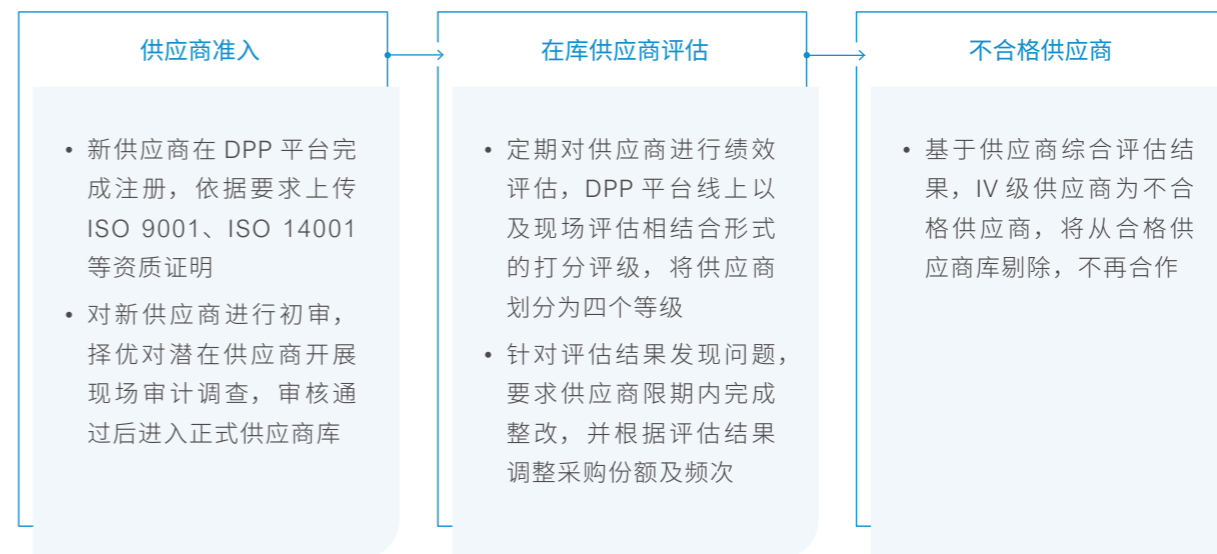 供应商准入
新供应商在 DPP 平台完
成注册，依据要求上传
ISO 9001、ISO 14001
等资质证明
对新供应商进行初审，
择优对潜在供应商开展
现场审计调查，审核通
过后进入正式供应商库
在库供应商评估
定期对供应商进行绩效
评估，DPP 平台线上以
及现场评估相结合形式
的打分评级，将供应商
划分为四个等级
针对评估结果发现问题，
要求供应商限期内完成
整改，并根据评估结果
调整采购份额及频次
不合格供应商
基于供应商综合评估结
果，IV 级供应商为不合
格供应商，将从合格供
应商库剔除，不再合作